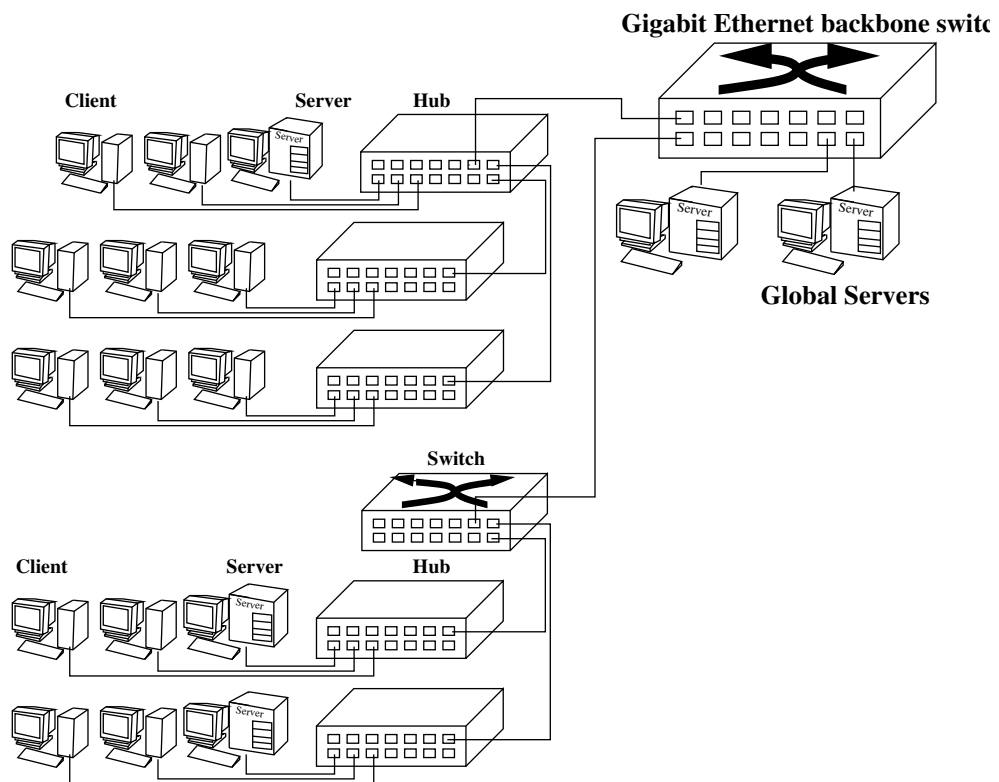 Gigabit Ethernet backbone switc
Client Server Hub
Server
Server
Server
Global Servers
Switch
Client Server Hub
Server
Server